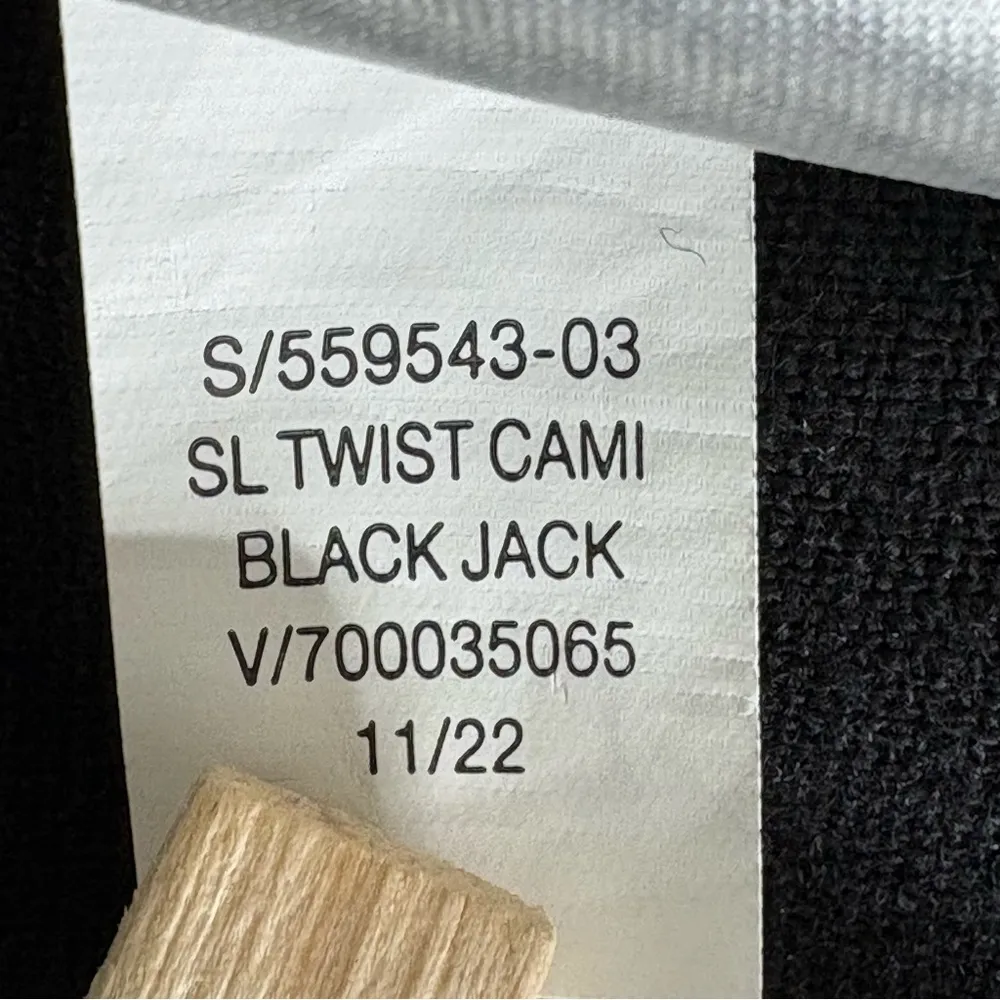 S/559543-03
SL TWIST CAMI
BLACK JACK
V/700035065
11/22